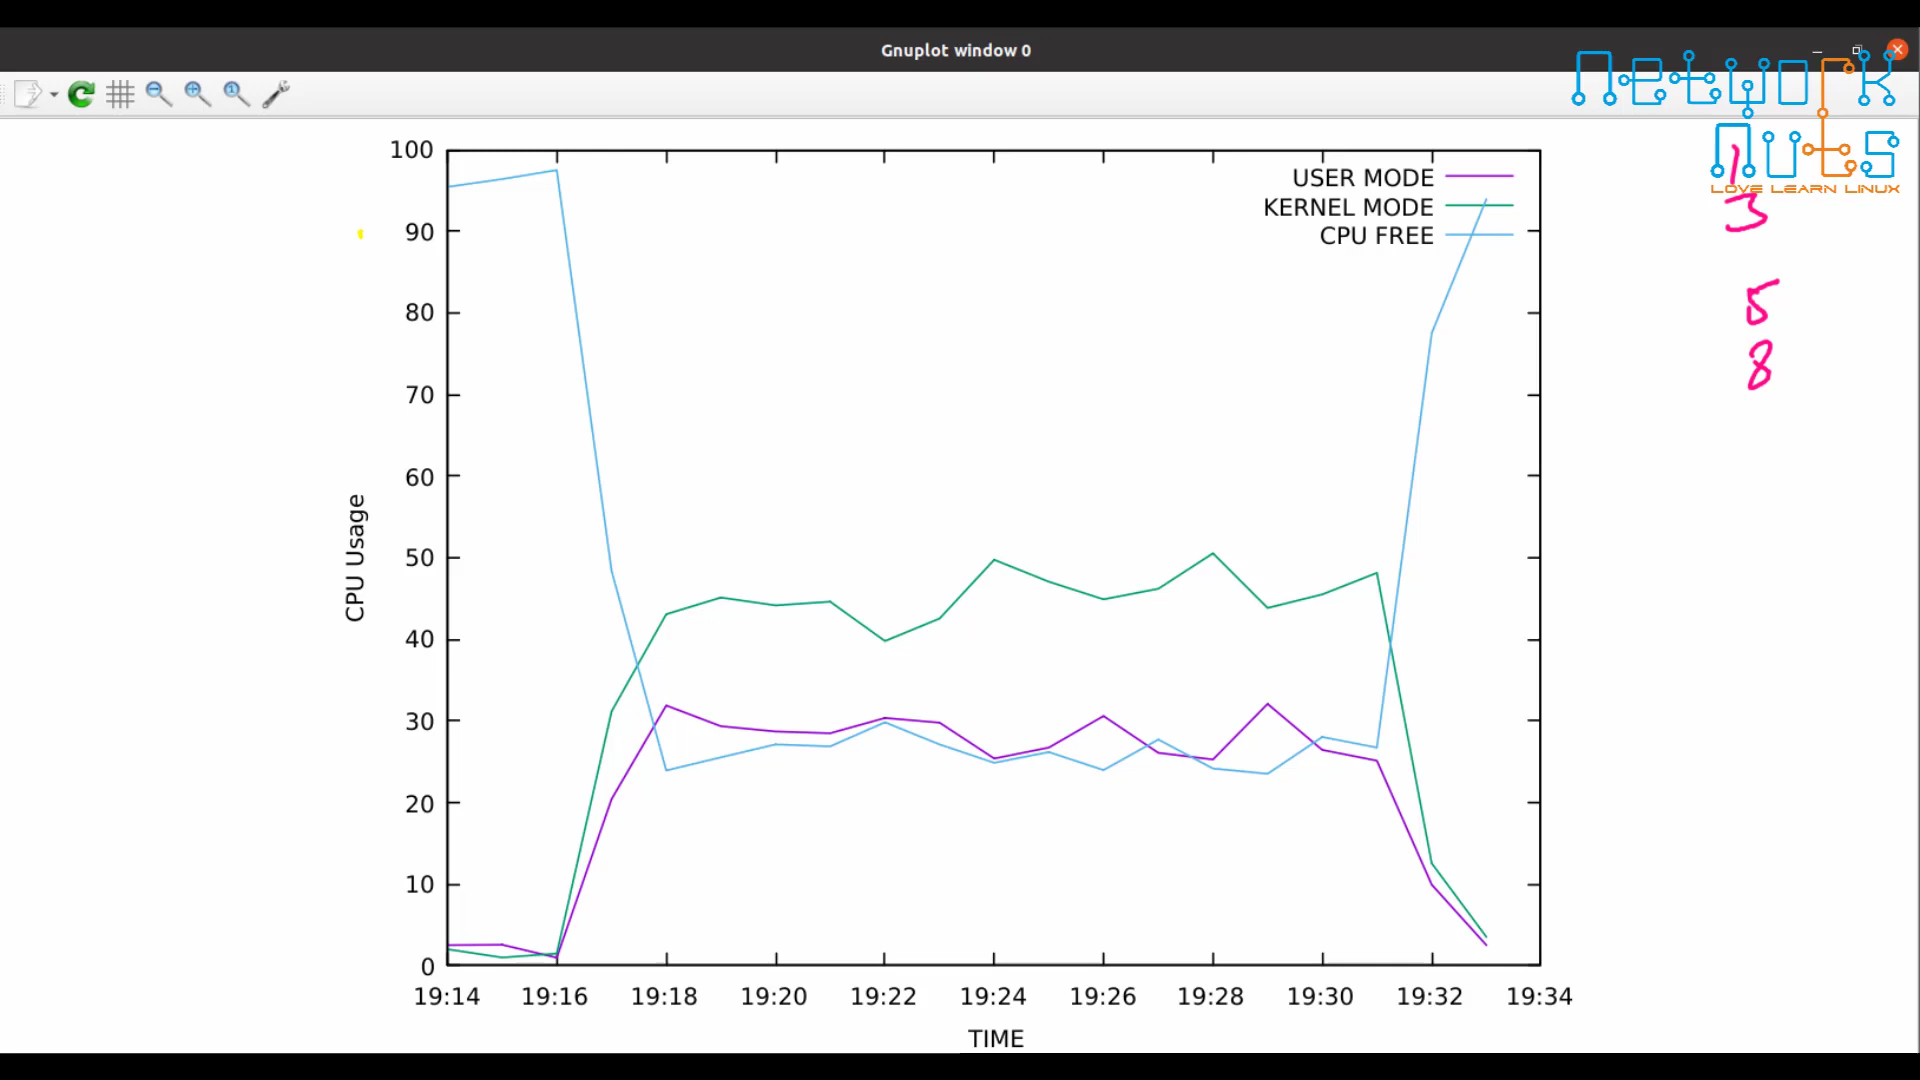 Gnuplot window 0
Network
Nuts
LOVE LEARN LINUX
1
3
5
8
USER MODE
KERNEL MODE
CPU FREE
100
90
80
70
60
50
40
30
20
10
0
CPU Usage
19:14 19:16 19:18 19:20 19:22 19:24 19:26 19:28 19:30 19:32 19:34
TIME